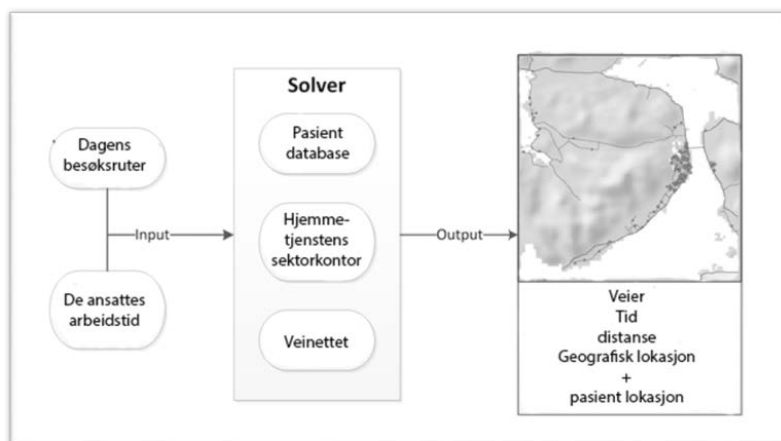 Dagens
besøksruter
De ansattes
arbeidstid
Input
Solver
Pasient
database
Hjemme-
tjenstens
sektorkontor
Veinettet
Output
Veier
Tid
distanse
Geografisk lokasjon
+
pasient lokasjon